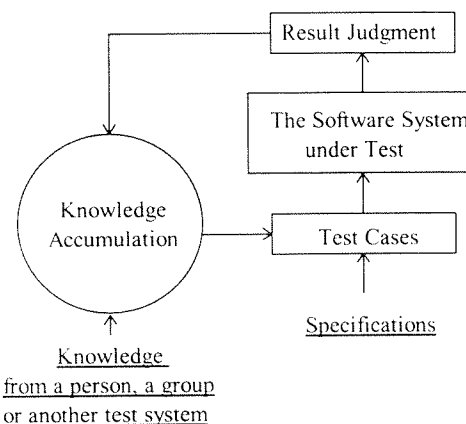 Result Judgment
The Software System
under Test
Knowledge
Accumulation
Test Cases
Specifications
Knowledge
from a person, a group
or another test system